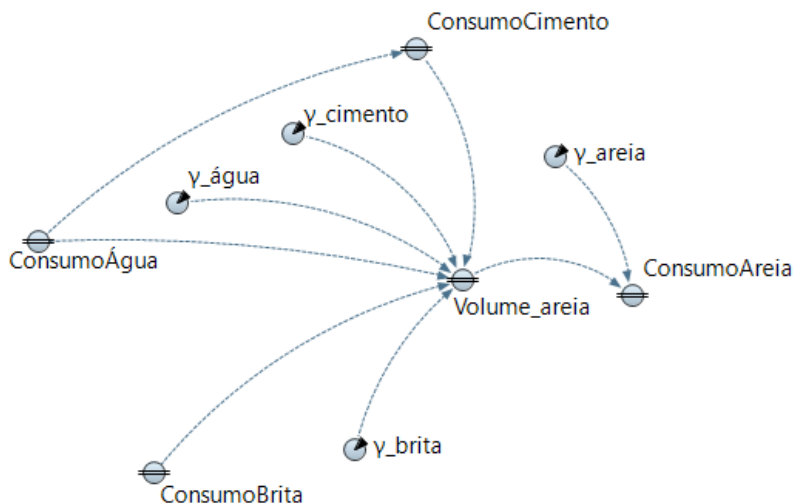 ConsumoCimento
γ_cimento
γ_areia
γ_água
ConsumoÁgua
ConsumoAreia
Volume_areia
γ_brita
ConsumoBrita